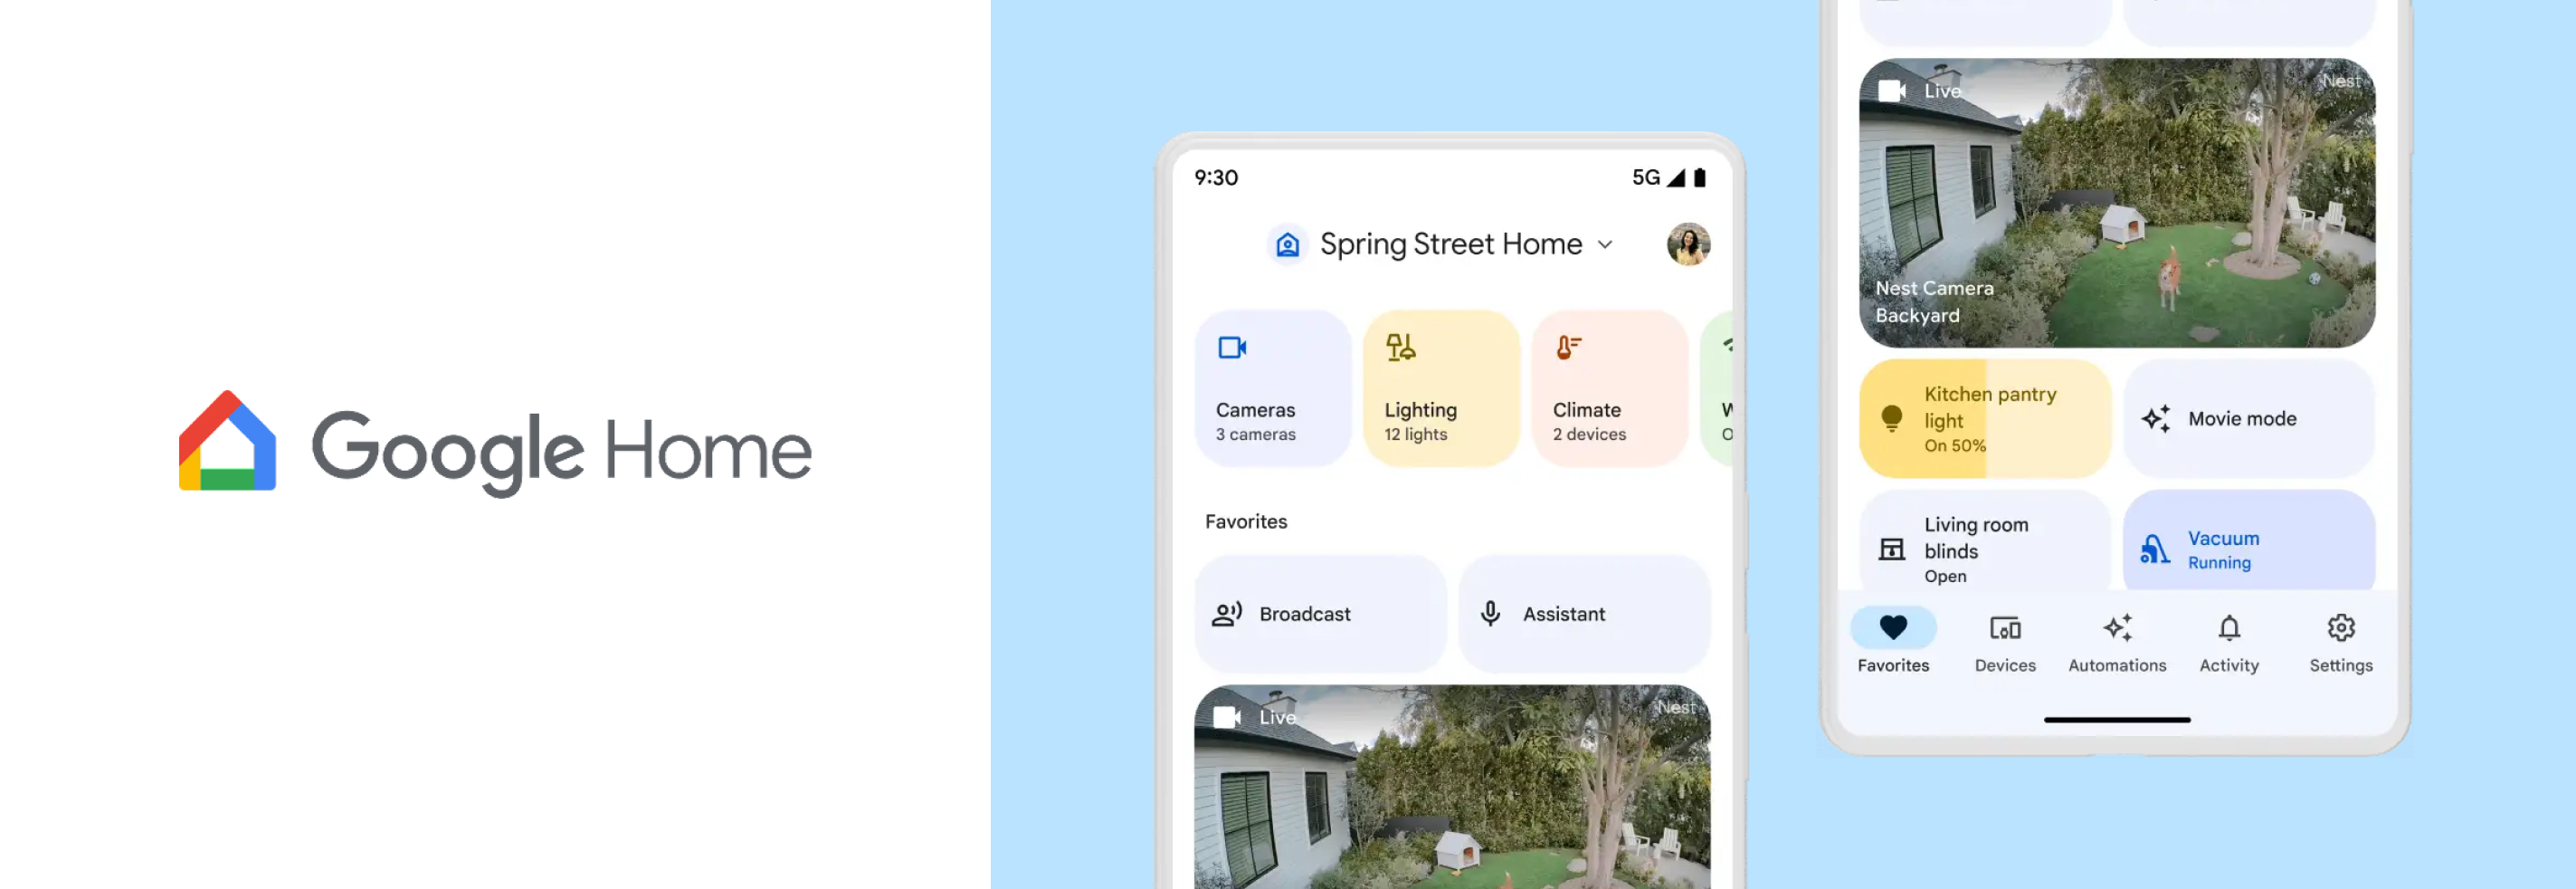 Google Home
9:30
5G
Spring Street Home
Cameras
3 cameras
Lighting
12 lights
Climate
2 devices
Favorites
Broadcast
Assistant
Live
Nest
Live
Nest
Nest Camera
Backyard
Kitchen pantry
light
On 50%
Movie mode
Living room
blinds
Open
Vacuum
Running
Favorites
Devices
Automations
Activity
Settings